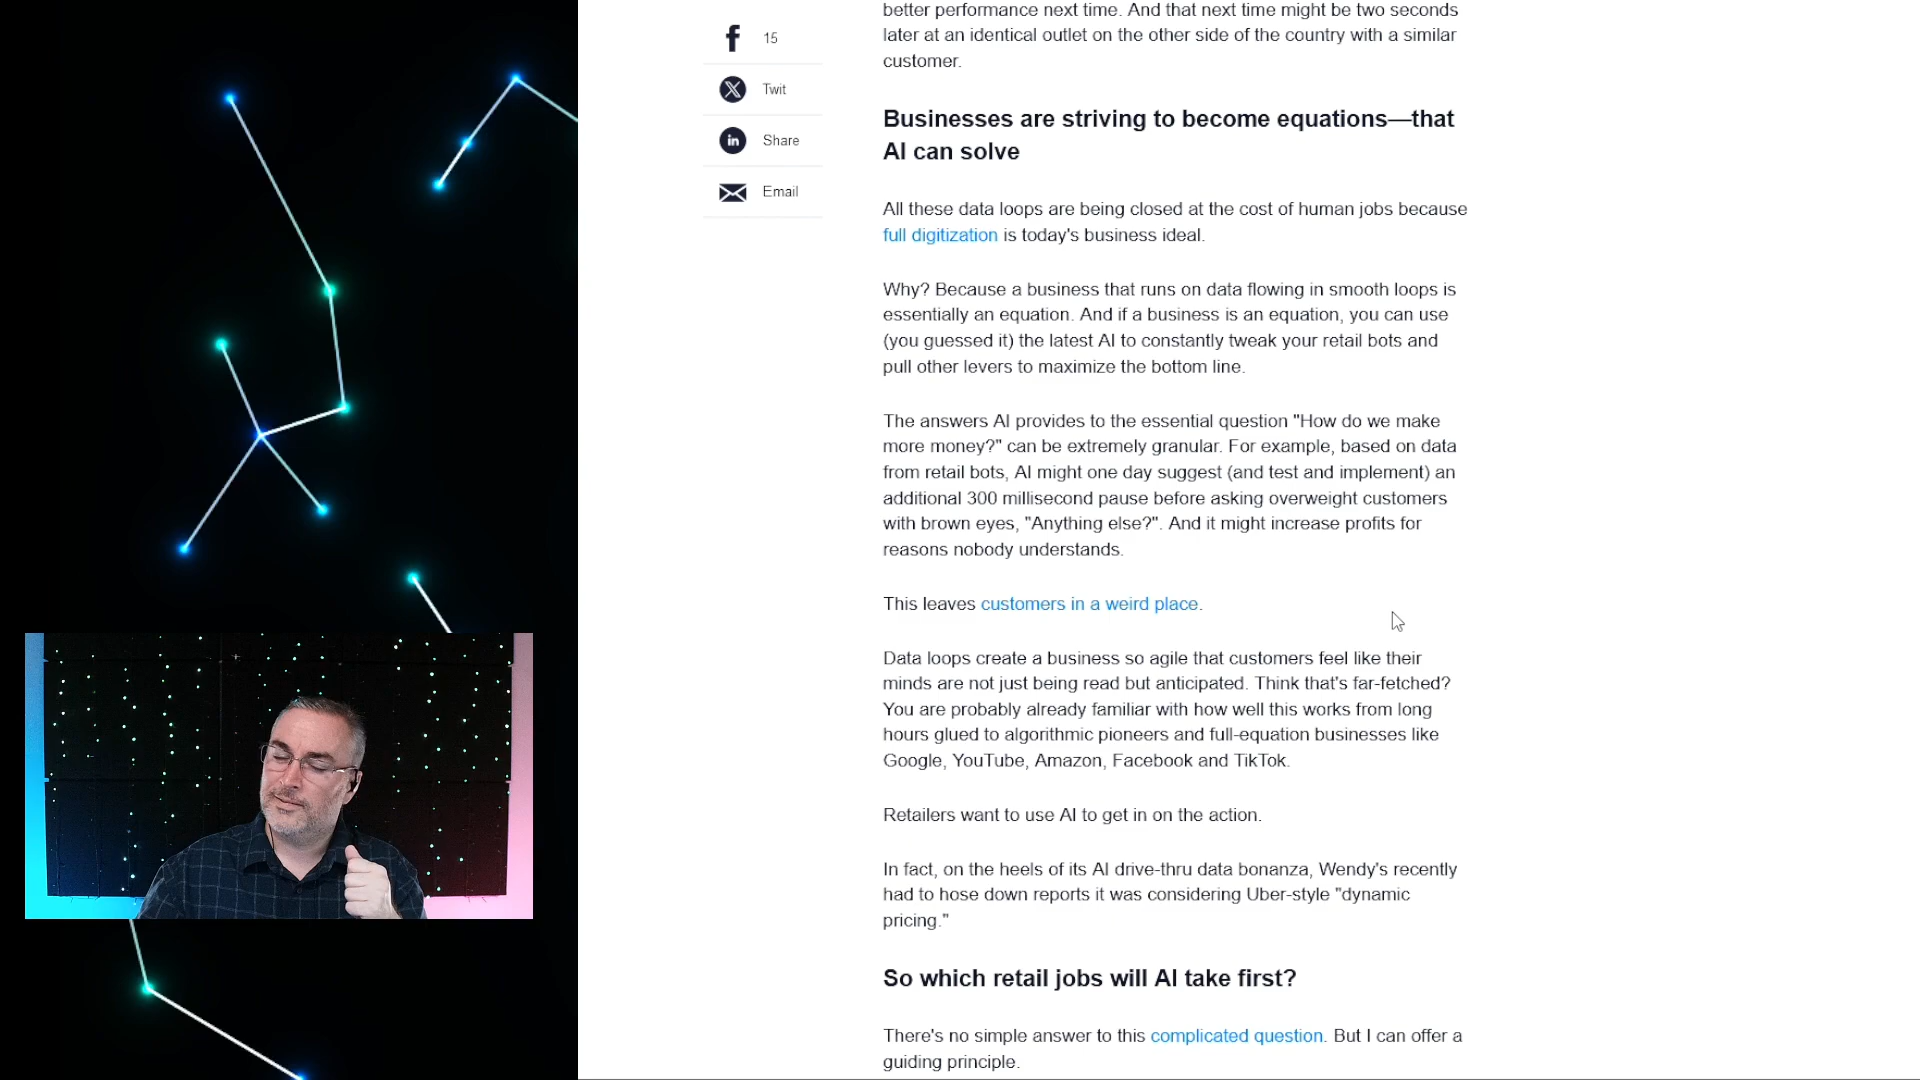 15
Twit
Share
Email
better performance next time. And that next time might be two seconds
later at an identical outlet on the other side of the country with a similar
customer.
Businesses are striving to become equations—that
AI can solve
All these data loops are being closed at the cost of human jobs because
full digitization is today's business ideal.
Why? Because a business that runs on data flowing in smooth loops is
essentially an equation. And if a business is an equation, you can use
(you guessed it) the latest AI to constantly tweak your retail bots and
pull other levers to maximize the bottom line.
The answers AI provides to the essential question "How do we make
more money?" can be extremely granular. For example, based on data
from retail bots, AI might one day suggest (and test and implement) an
additional 300 millisecond pause before asking overweight customers
with brown eyes, "Anything else?". And it might increase profits for
reasons nobody understands.
This leaves customers in a weird place.
Data loops create a business so agile that customers feel like their
minds are not just being read but anticipated. Think that's far-fetched?
You are probably already familiar with how well this works from long
hours glued to algorithmic pioneers and full-equation businesses like
Google, YouTube, Amazon, Facebook and TikTok.
Retailers want to use AI to get in on the action.
In fact, on the heels of its AI drive-thru data bonanza, Wendy's recently
had to hose down reports it was considering Uber-style "dynamic
pricing."
So which retail jobs will AI take first?
There's no simple answer to this complicated question. But I can offer a
guiding principle.